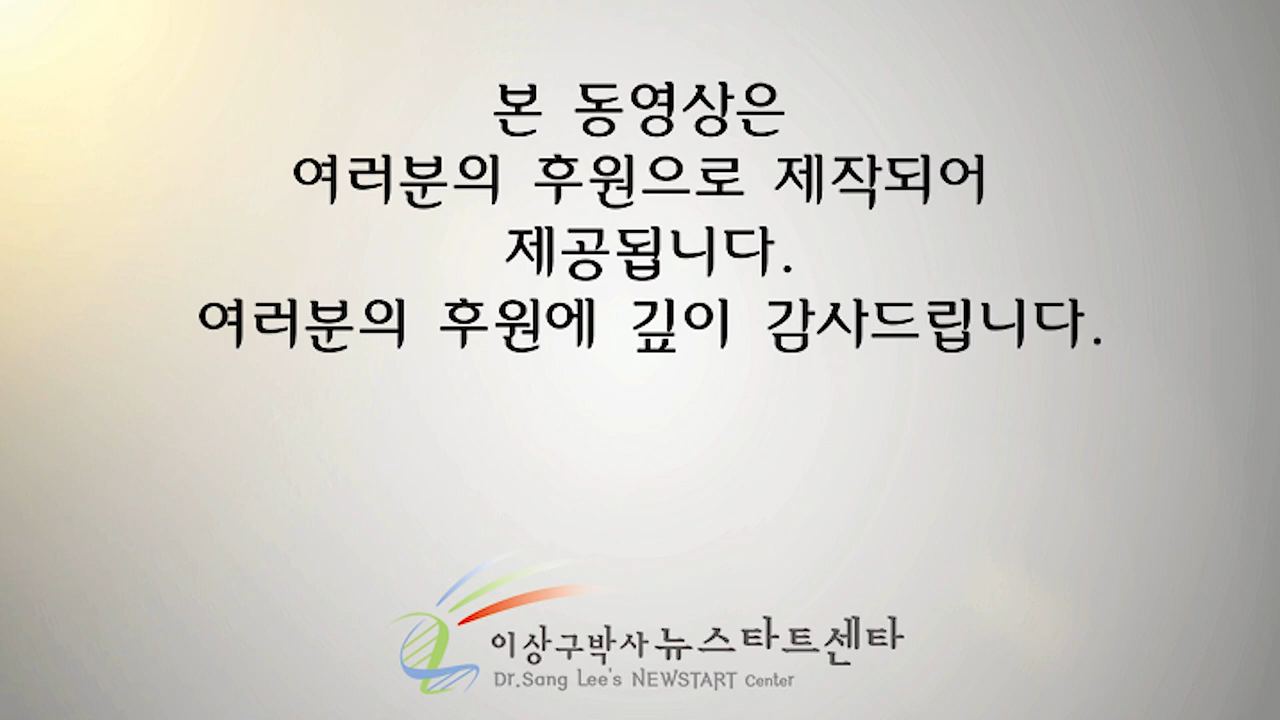 본 동영상은
여러분의 후원으로 제작되어
제공됩니다.
여러분의 후원에 깊이 감사드립니다.
이상구박사뉴스타트센타
Dr.Sang Lee's NEWSTART Center